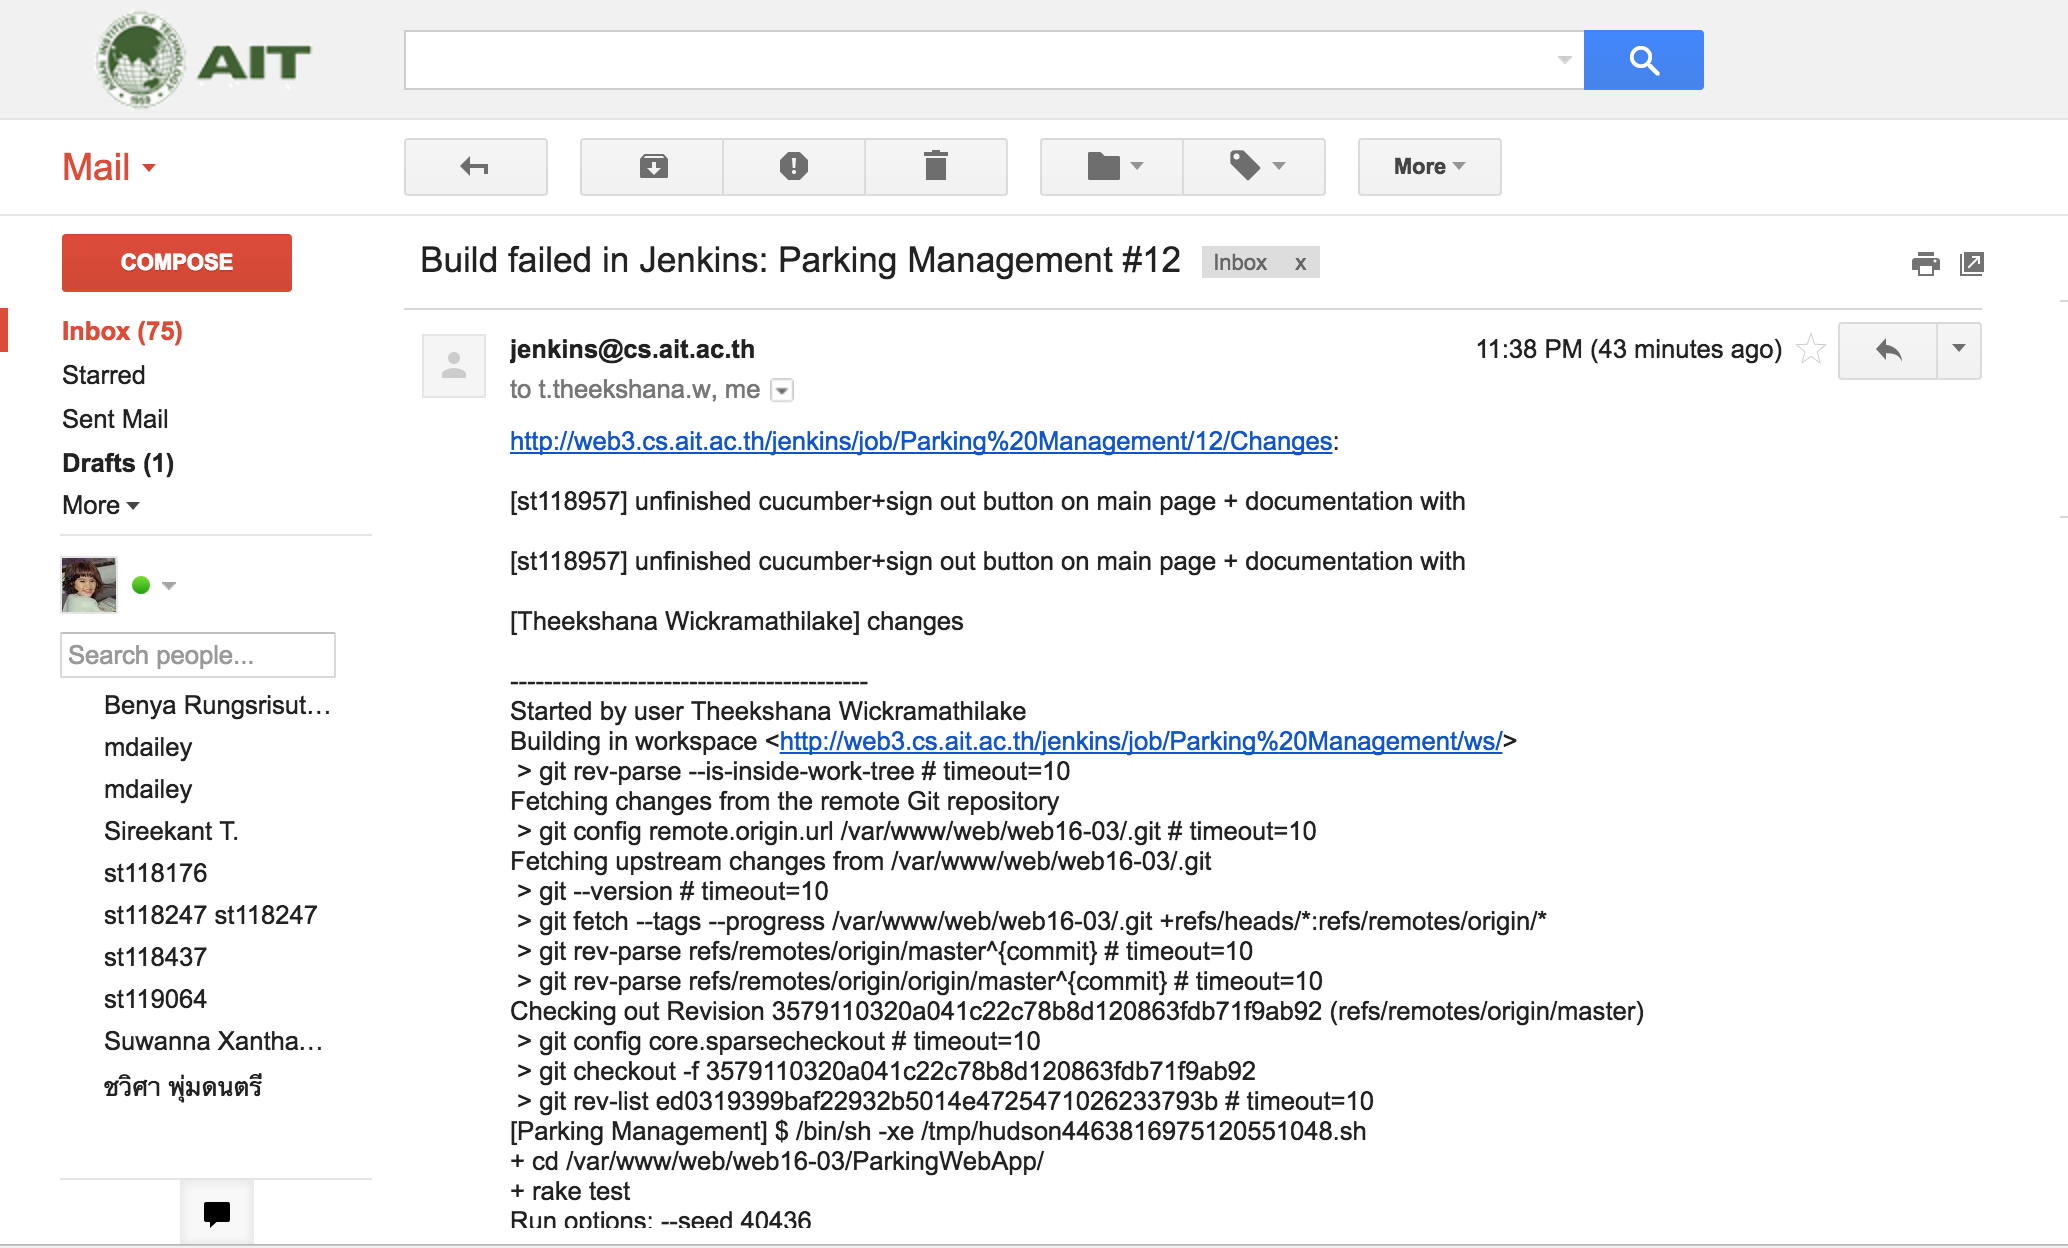 ASIAN INSTITUTE OF TECHNOLOGY
1959
AIT
Mail
More
COMPOSE
Inbox (75)
Starred
Sent Mail
Drafts (1)
More
Search people...
Benya Rungsrisut...
mdailey
mdailey
Sireekant T.
st118176
st118247 st118247
st118437
st119064
Suwanna Xantha...
ชวิศา พุ่มดนตรี
Build failed in Jenkins: Parking Management #12 Inbox x
jenkins@cs.ait.ac.th
11:38 PM (43 minutes ago)
to t.theekshana.w, me
http://web3.cs.ait.ac.th/jenkins/job/Parking%20Management/12/Changes:
[st118957] unfinished cucumber+sign out button on main page + documentation with
[st118957] unfinished cucumber+sign out button on main page + documentation with
[Theekshana Wickramathilake] changes
------------------------------------------
Started by user Theekshana Wickramathilake
Building in workspace <http://web3.cs.ait.ac.th/jenkins/job/Parking%20Management/ws/>
> git rev-parse --is-inside-work-tree # timeout=10
Fetching changes from the remote Git repository
> git config remote.origin.url /var/www/web/web16-03/.git # timeout=10
Fetching upstream changes from /var/www/web/web16-03/.git
> git --version # timeout=10
> git fetch --tags --progress /var/www/web/web16-03/.git +refs/heads/*:refs/remotes/origin/*
> git rev-parse refs/remotes/origin/master^{commit} # timeout=10
> git rev-parse refs/remotes/origin/origin/master^{commit} # timeout=10
Checking out Revision 3579110320a041c22c78b8d120863fdb71f9ab92 (refs/remotes/origin/master)
> git config core.sparsecheckout # timeout=10
> git checkout -f 3579110320a041c22c78b8d120863fdb71f9ab92
> git rev-list ed0319399baf22932b5014e4725471026233793b # timeout=10
[Parking Management] $ /bin/sh -xe /tmp/hudson4463816975120551048.sh
+ cd /var/www/web/web16-03/ParkingWebApp/
+ rake test
Run options: --seed 40436